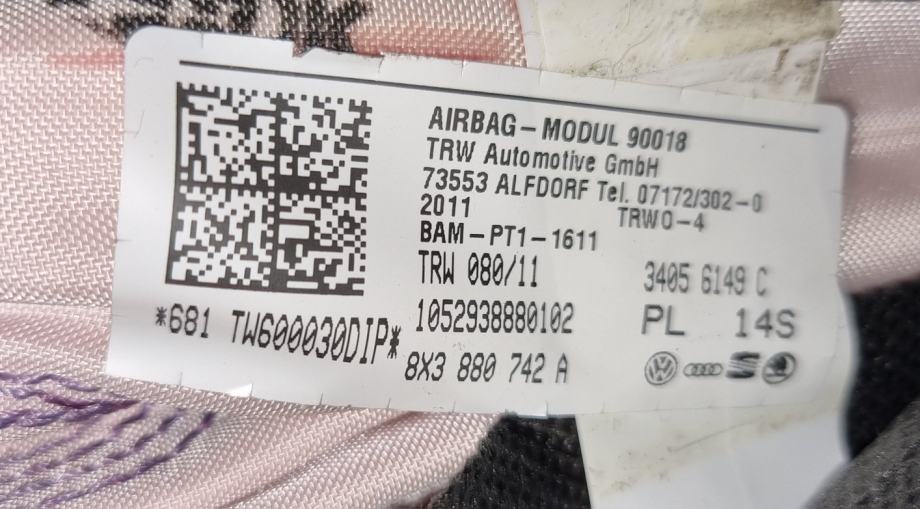 AIRBAG-MODUL 90018
TRW Automotive GmbH
73553 ALFDORF Tel. 07172/302-0
2011 TRWO-4
BAM-PT1-1611
TRW 080/11 3405 6149 C
1052938880102 PL 14S
*681 TW600030DIP*
8X3 880 742 A